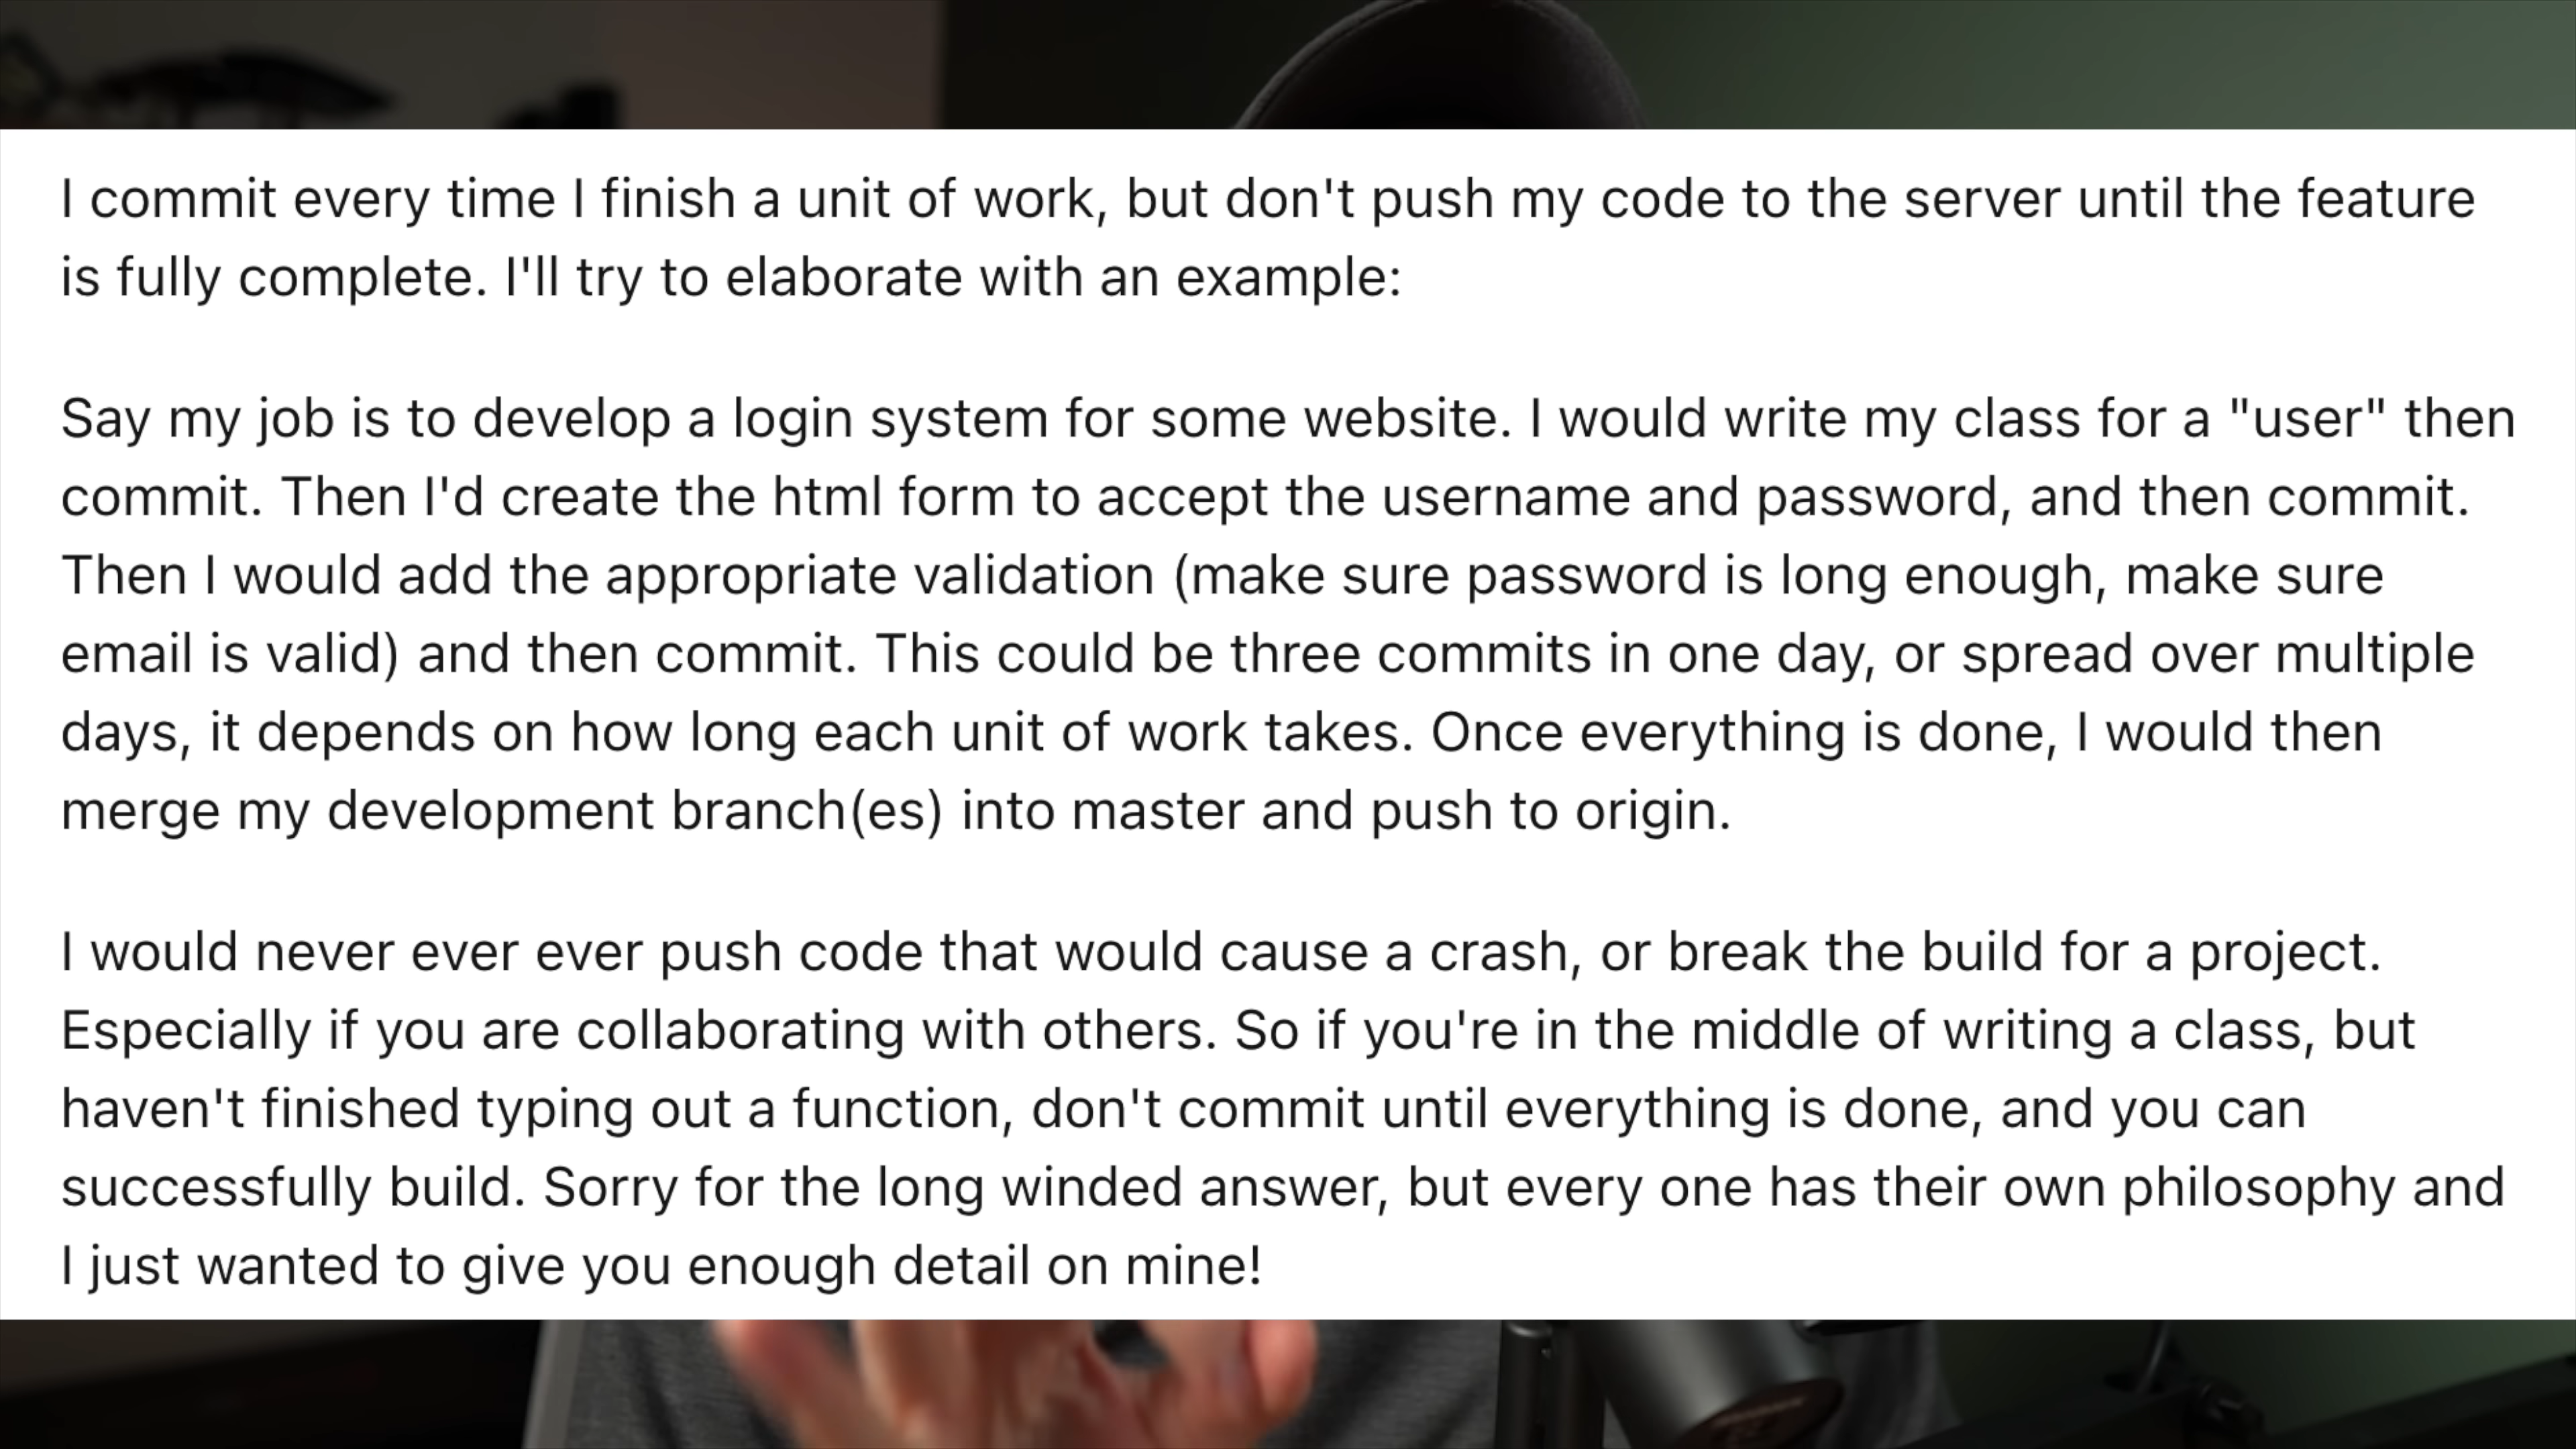 I commit every time I finish a unit of work, but don't push my code to the server until the feature
is fully complete. I'll try to elaborate with an example:
Say my job is to develop a login system for some website. I would write my class for a "user" then
commit. Then I'd create the html form to accept the username and password, and then commit.
Then I would add the appropriate validation (make sure password is long enough, make sure
email is valid) and then commit. This could be three commits in one day, or spread over multiple
days, it depends on how long each unit of work takes. Once everything is done, I would then
merge my development branch(es) into master and push to origin.
I would never ever ever push code that would cause a crash, or break the build for a project.
Especially if you are collaborating with others. So if you're in the middle of writing a class, but
haven't finished typing out a function, don't commit until everything is done, and you can
successfully build. Sorry for the long winded answer, but every one has their own philosophy and
I just wanted to give you enough detail on mine!